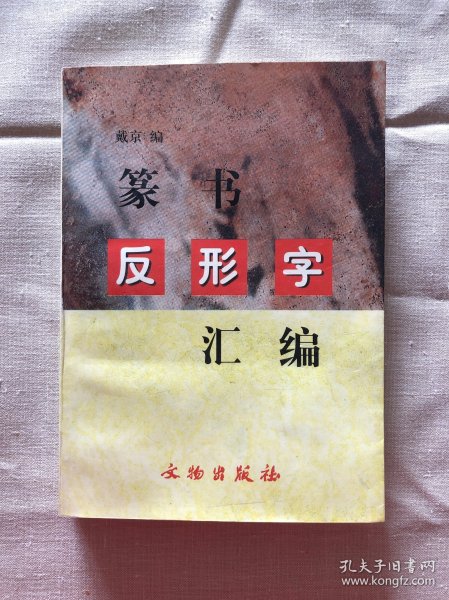 戴京 编
篆书
反形字
汇编
文物出版社
孔夫子旧书网
www.kongfz.com